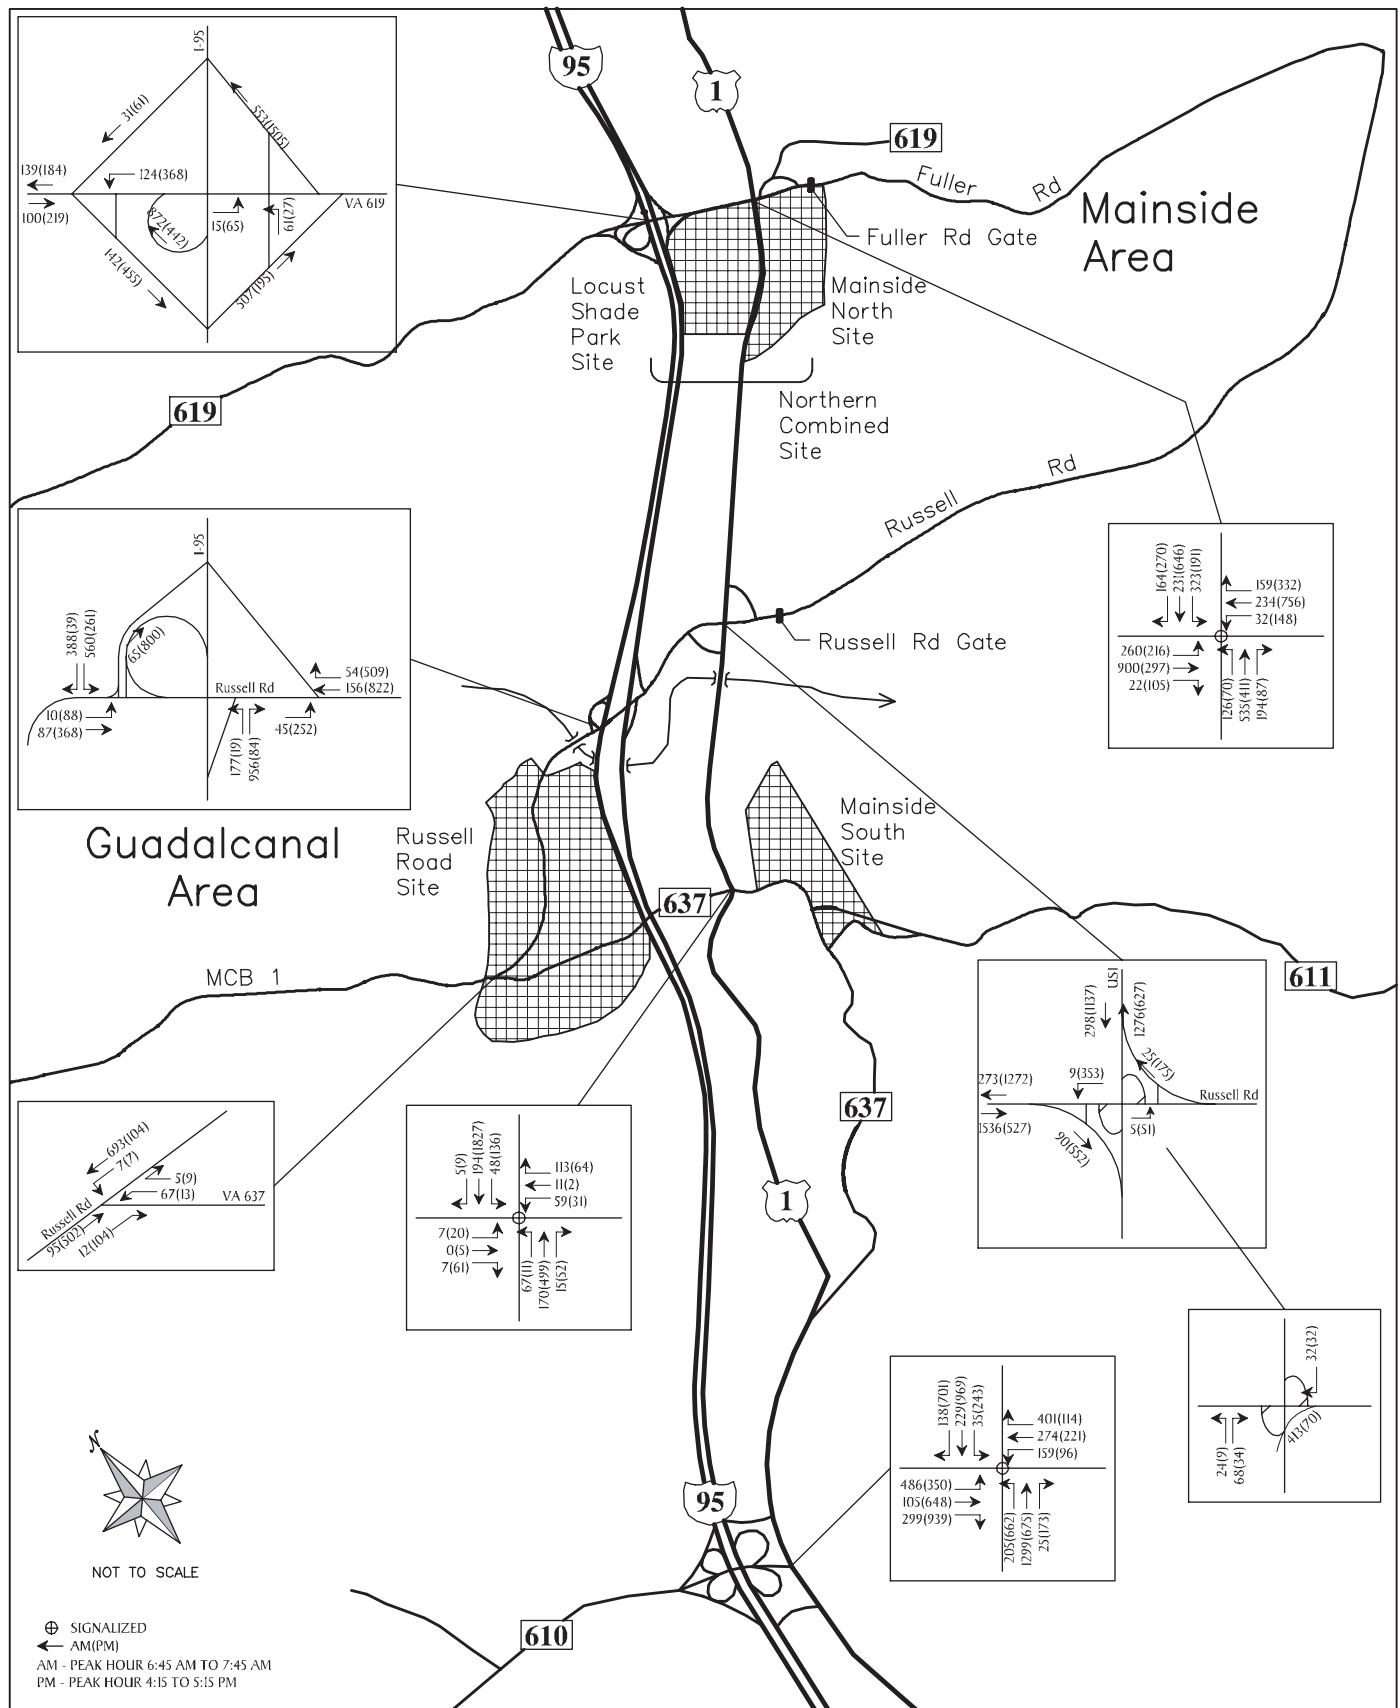 95
1
619
Fuller
Rd
Mainside
Area
Fuller Rd Gate
Locust
Shade
Park
Site
Mainside
North
Site
Northern
Combined
Site
619
I-95
31(61)
553(1505)
139(184)
124(368)
100(219)
872(442)
15(65)
61(27)
VA 619
142(455)
507(195)
Russell
Rd
Russell Rd Gate
I-95
388(39)
560(261)
65(800)
Russell Rd
54(509)
156(822)
10(88)
87(368)
45(252)
177(19)
956(84)
164(270)
231(646)
323(191)
159(332)
234(756)
32(148)
260(216)
900(297)
22(105)
126(70)
535(411)
194(87)
Guadalcanal
Area
Russell
Road
Site
Mainside
South
Site
637
MCB 1
611
US1
298(1137)
1276(627)
25(175)
273(1272)
9(353)
Russell Rd
1536(527)
5(51)
90(552)
693(104)
7(7)
5(9)
67(13)
VA 637
Russell Rd
95(502)
12(104)
5(9)
194(1827)
48(136)
113(64)
11(2)
59(31)
7(20)
0(5)
7(61)
67(11)
170(499)
15(52)
637
1
32(32)
413(70)
24(9)
68(34)
138(701)
229(969)
35(243)
401(114)
274(221)
159(96)
486(350)
105(648)
299(939)
205(662)
1299(675)
25(173)
N
NOT TO SCALE
95
610
SIGNALIZED
AM(PM)
AM - PEAK HOUR 6:45 AM TO 7:45 AM
PM - PEAK HOUR 4:15 TO 5:15 PM